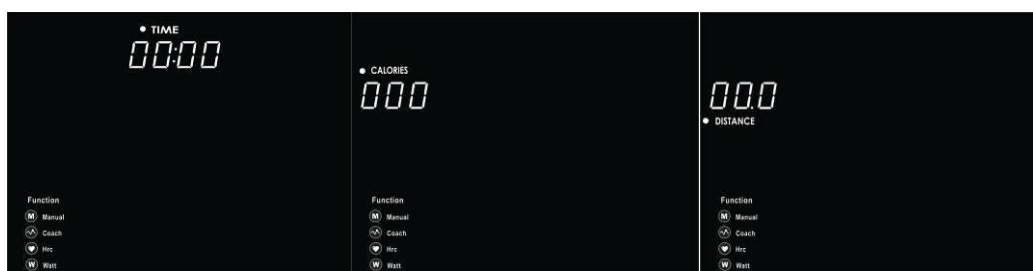 TIME
00:00
Function
M Manual
Coach
Hrc
W Watt
CALORIES
000
Function
M Manual
Coach
Hrc
W Watt
00.0
DISTANCE
Function
M Manual
Coach
Hrc
W Watt